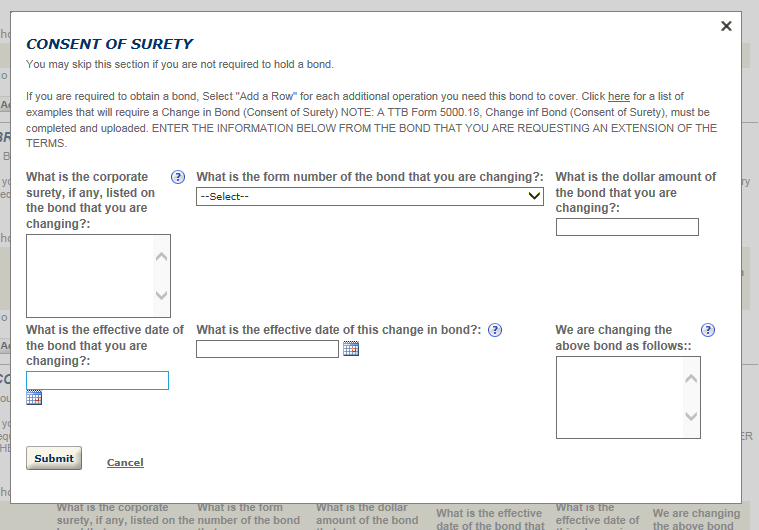 CONSENT OF SURETY
You may skip this section if you are not required to hold a bond.
If you are required to obtain a bond, Select "Add a Row" for each additional operation you need this bond to cover. Click here for a list of
examples that will require a Change in Bond (Consent of Surety) NOTE: A TTB Form 5000.18, Change inf Bond (Consent of Surety), must be
completed and uploaded. ENTER THE INFORMATION BELOW FROM THE BOND THAT YOU ARE REQUESTING AN EXTENSION OF THE
TERMS.
What is the corporate
surety, if any, listed on
the bond that you are
changing?:
What is the form number of the bond that you are changing?:
--Select--
What is the dollar amount of
the bond that you are
changing?:
What is the effective date of
the bond that you are
changing?:
What is the effective date of this change in bond?:
We are changing the
above bond as follows::
Submit
Cancel
What is the corporate
surety, if any, listed on the
What is the form
number of the bond
What is the dollar
amount of the bond
What is the effective
date of the bond that
What is the
effective date of
We are changing
the above bond